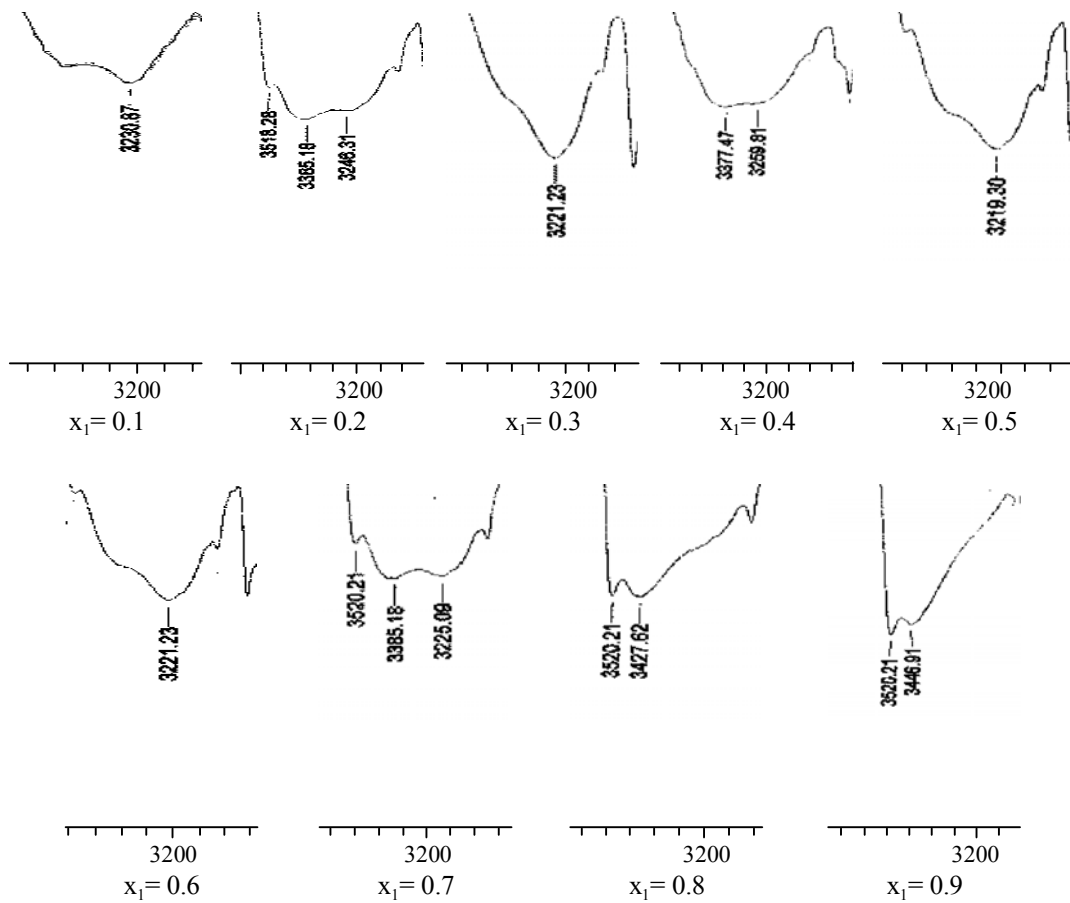 3230.87
3518.28
3385.18
3248.31
3221.23
3377.47
3259.81
3219.30
3200
3200
3200
3200
3200
x₁= 0.1
x₁= 0.2
x₁= 0.3
x₁= 0.4
x₁= 0.5
3221.23
3520.21
3385.18
3225.09
3520.21
3427.62
3520.21
3446.91
3200
3200
3200
3200
x₁= 0.6
x₁= 0.7
x₁= 0.8
x₁= 0.9